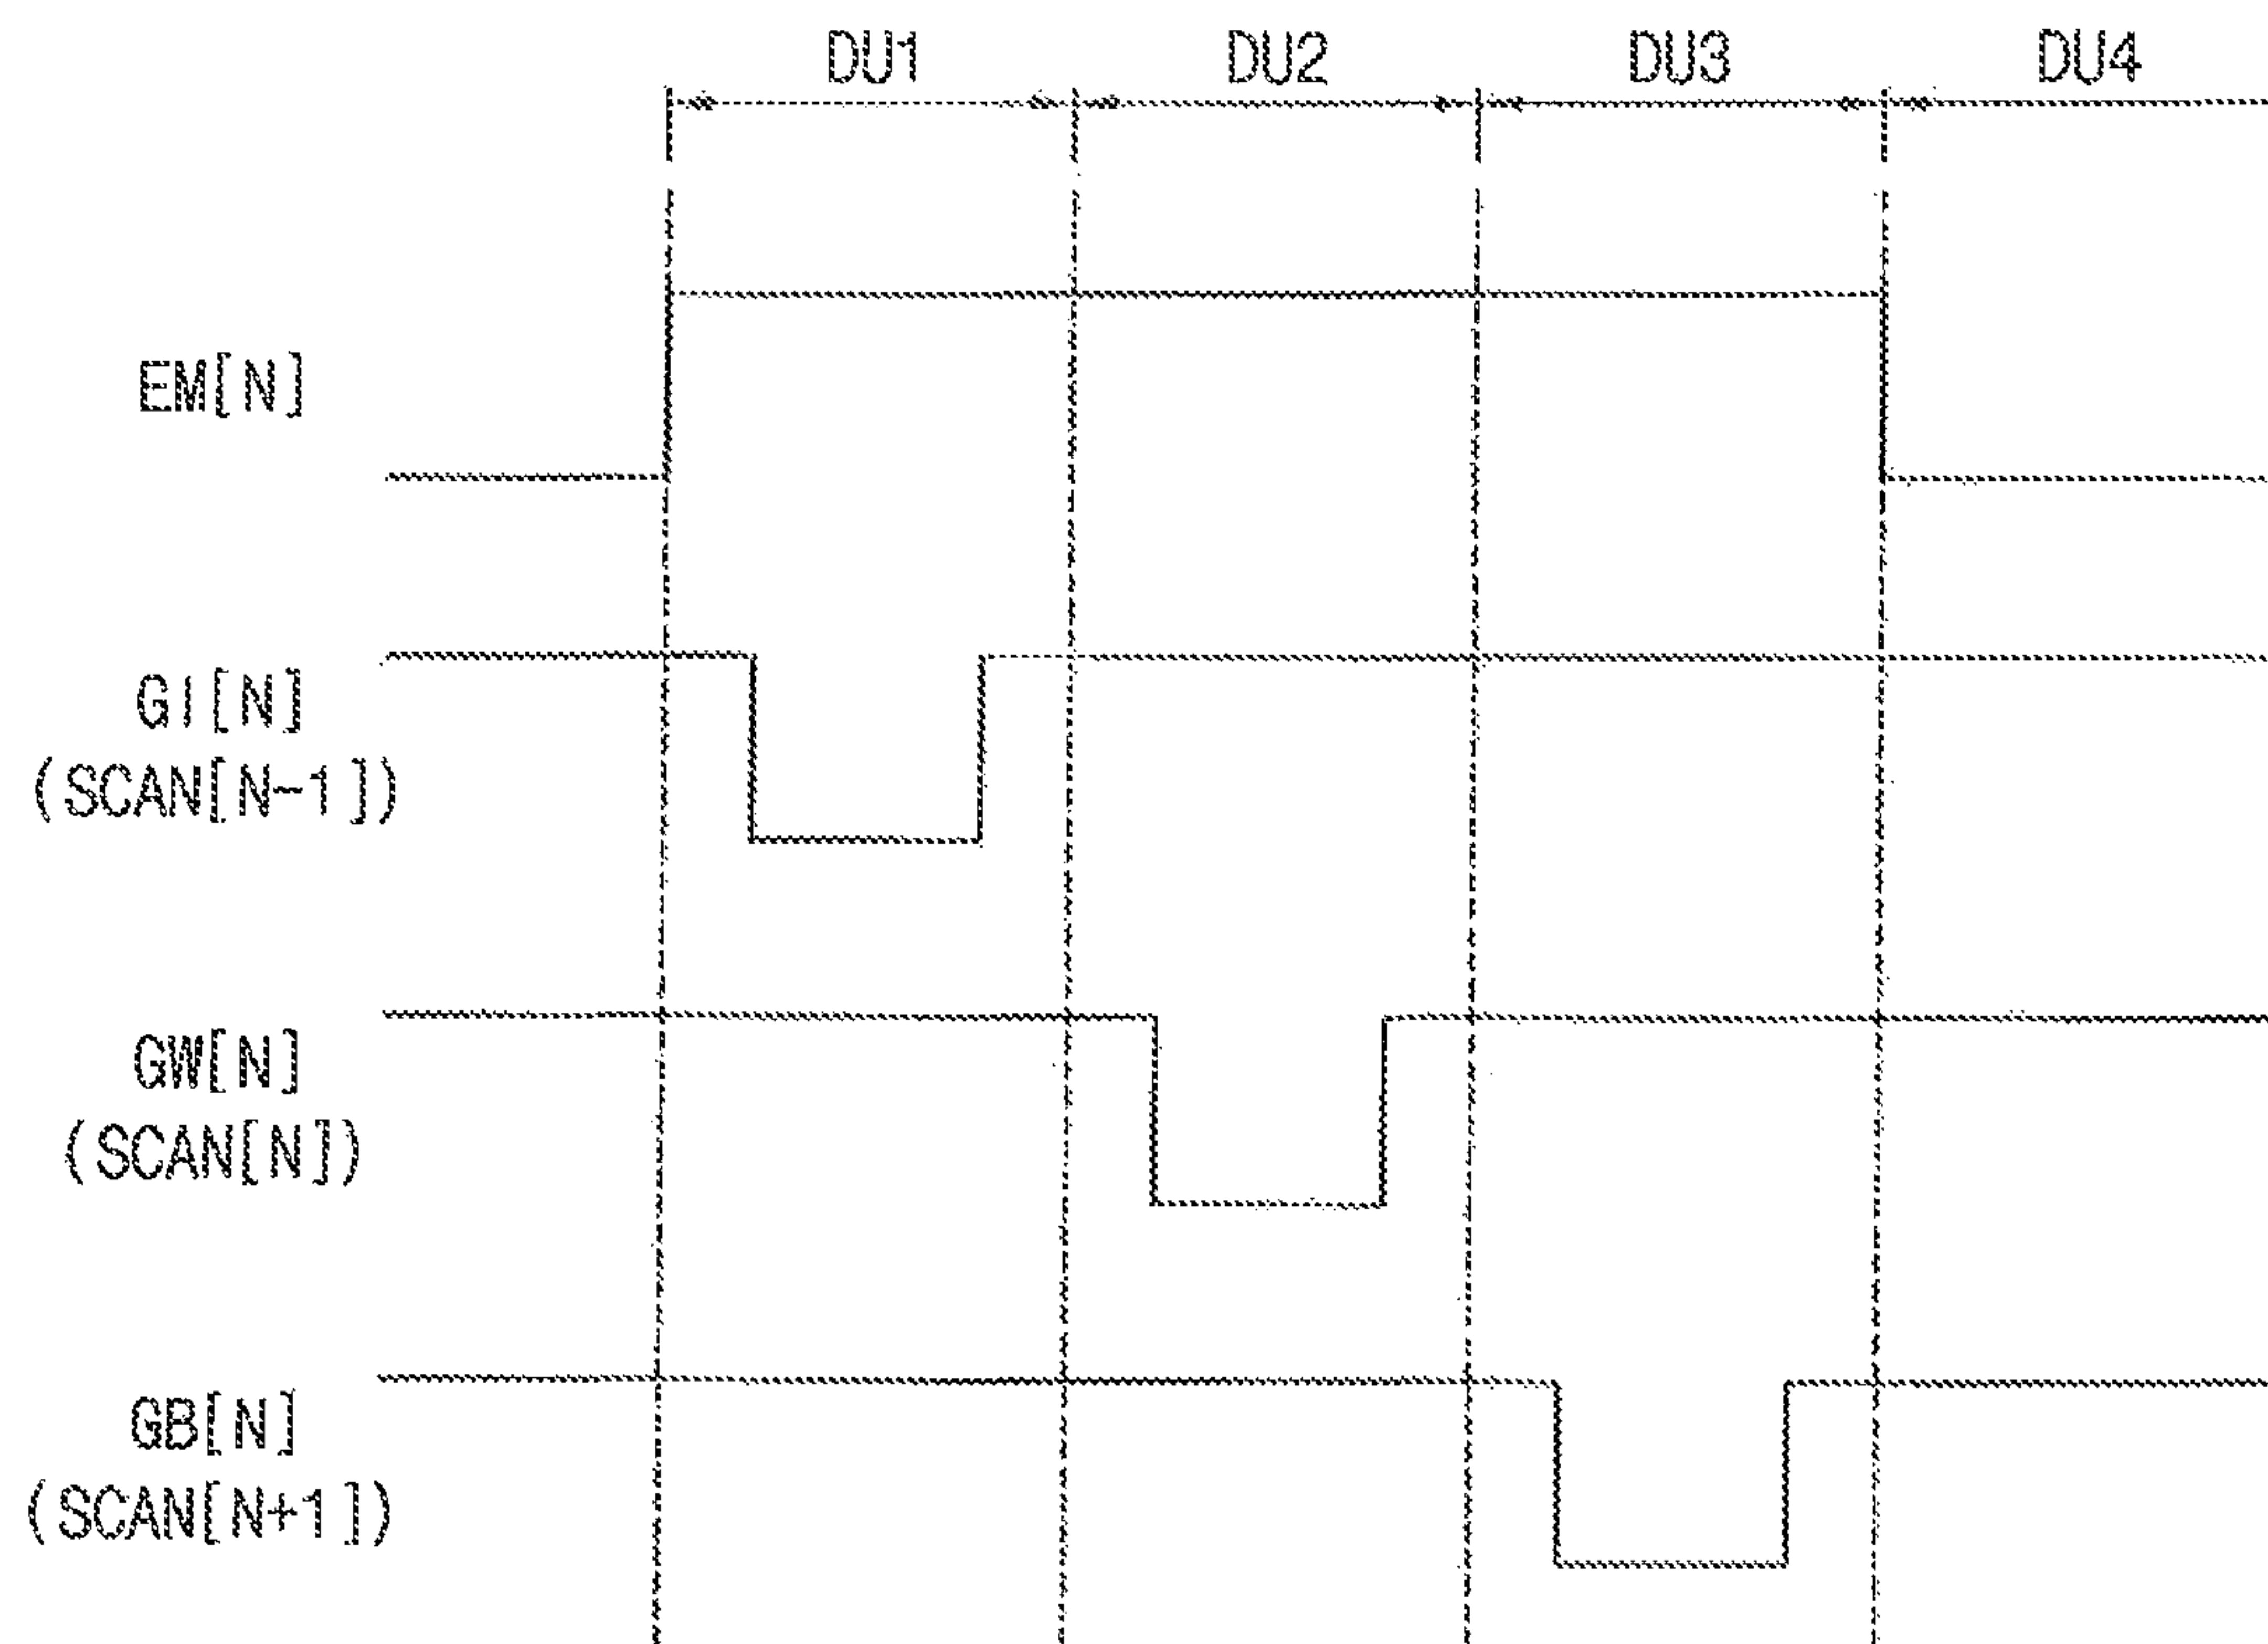 DU1 DU2 DU3 DU4
EM[N]
GI[N]
(SCAN[N-1])
GW[N]
(SCAN[N])
GB[N]
(SCAN[N+1])